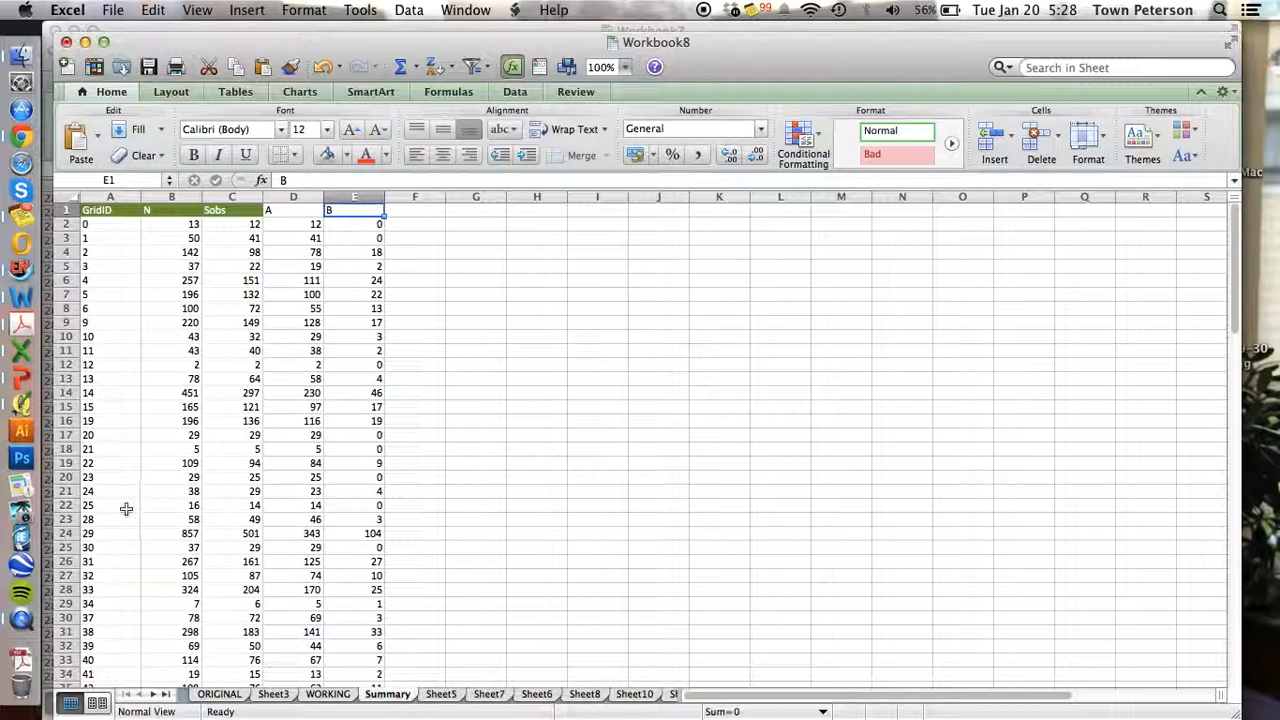 Excel File Edit View Insert Format Tools Data Window Help 99 56% Tue Jan 20 5:28 Town Peterson
Workbook8
100% Search in Sheet
Home Layout Tables Charts SmartArt Formulas Data Review
Edit Font Alignment Number Format Cells Themes
Fill Calibri (Body) 12 abc Wrap Text General Normal
Paste Clear B I U Merge % Conditional Formatting Bad Insert Delete Format Themes Aa
E1 fx B
A B C D E F G H I J K L M N O P Q R S
1 GridID N Sobs A B
2 0 13 12 12 0
3 1 50 41 41 0
4 2 142 98 78 18
5 3 37 22 19 2
6 4 257 151 111 24
7 5 196 132 100 22
8 6 100 72 55 13
9 9 220 149 128 17
10 10 43 32 29 3
11 11 43 40 38 2
12 12 2 2 2 0
13 13 78 64 58 4
14 14 451 297 230 46
15 15 165 121 97 17
16 19 196 136 116 19
17 20 29 29 29 0
18 21 5 5 5 0
19 22 109 94 84 9
20 23 29 25 25 0
21 24 38 29 23 4
22 25 16 14 14 0
23 28 58 49 46 3
24 29 857 501 343 104
25 30 37 29 29 0
26 31 267 161 125 27
27 32 105 87 74 10
28 33 324 204 170 25
29 34 7 6 5 1
30 37 78 72 69 3
31 38 298 183 141 33
32 39 69 50 44 6
33 40 114 76 67 7
34 41 19 15 13 2
ORIGINAL Sheet3 WORKING Summary Sheet5 Sheet7 Sheet6 Sheet8 Sheet10
Normal View Ready Sum=0